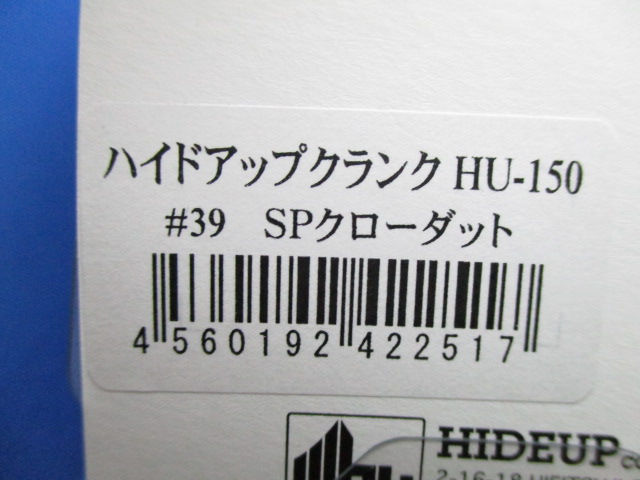 ハイドアップクランク HU-150
#39 SPクローダット
4 560192 422517
HIDEUP co